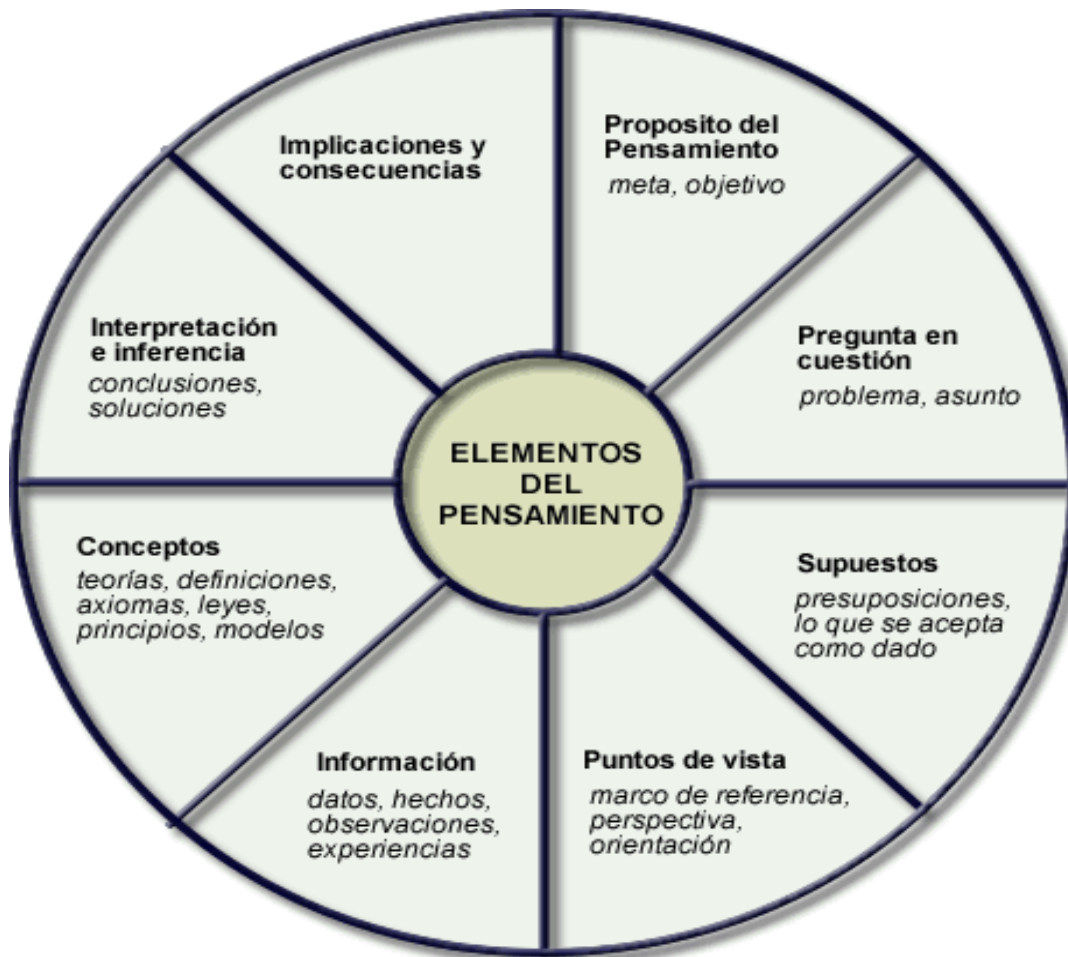 Proposito del
Pensamiento
meta, objetivo
Pregunta en
cuestión
problema, asunto
Supuestos
presuposiciones,
lo que se acepta
como dado
Puntos de vista
marco de referencia,
perspectiva,
orientación
Información
datos, hechos,
observaciones,
experiencias
Conceptos
teorías, definiciones,
axiomas, leyes,
principios, modelos
Interpretación
e inferencia
conclusiones,
soluciones
Implicaciones y
consecuencias
ELEMENTOS
DEL
PENSAMIENTO